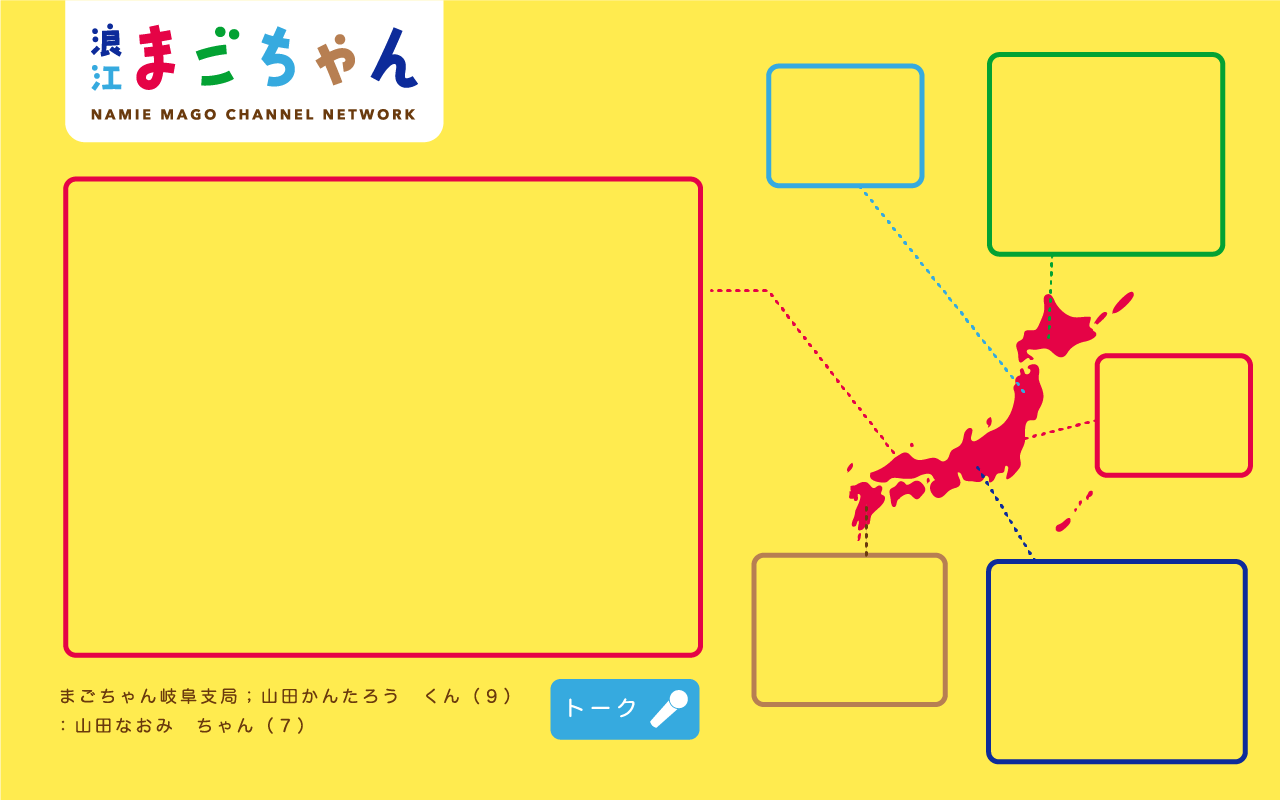 浪江 まごちゃん
NAMIE MAGO CHANNEL NETWORK
まごちゃん岐阜支局；山田かんたろう　くん（９）
：山田なおみ　ちゃん（７）
トーク